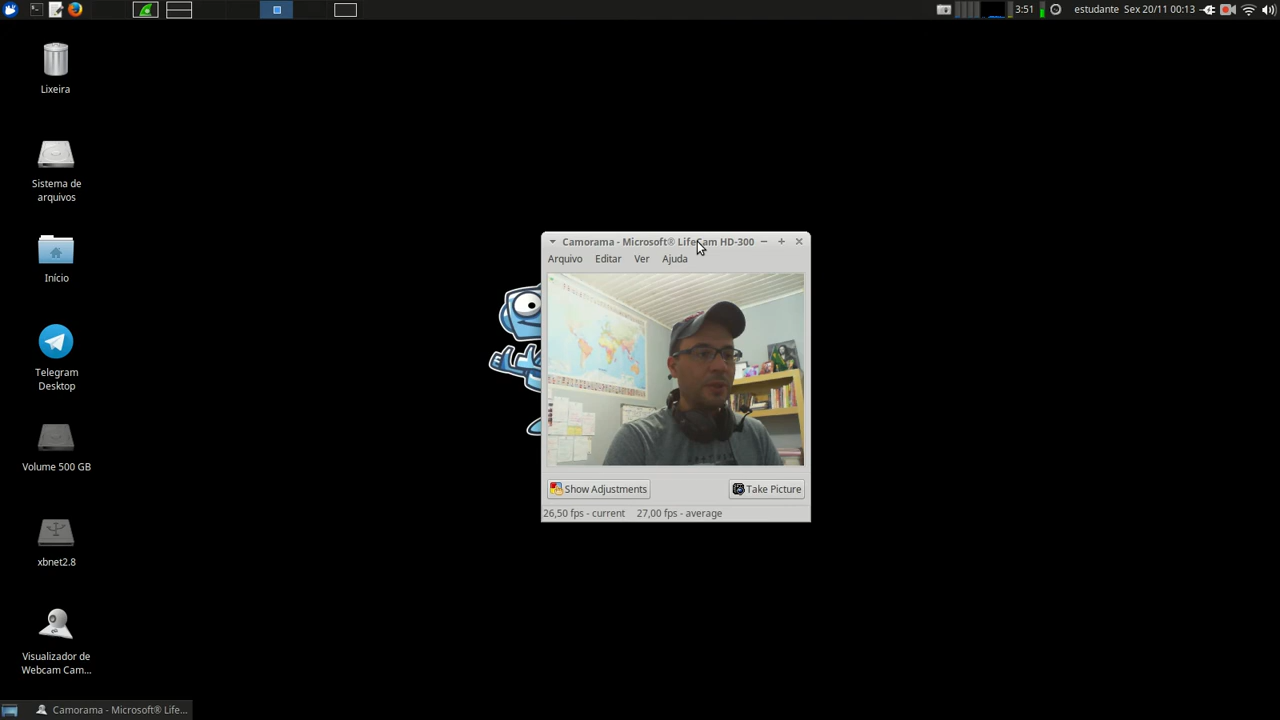 3:51
estudante
Sex 20/11 00:13
Lixeira
Sistema de
arquivos
Início
Telegram
Desktop
Volume 500 GB
xbnet2.8
Visualizador de
Webcam Cam...
Camorama - Microsoft® LifeCam HD-300
Arquivo Editar Ver Ajuda
Show Adjustments
Take Picture
26,50 fps - current 27,00 fps - average
Camorama - Microsoft® Life...